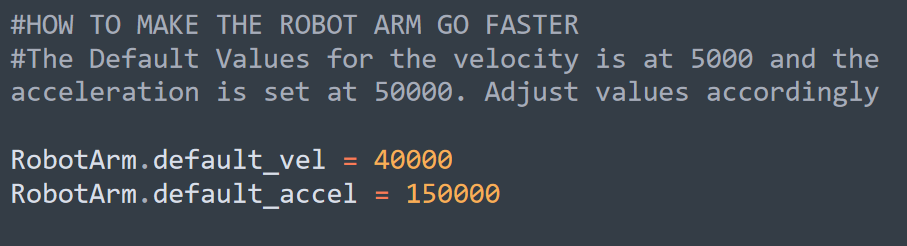 #HOW TO MAKE THE ROBOT ARM GO FASTER
#The Default Values for the velocity is at 5000 and the
acceleration is set at 50000. Adjust values accordingly
RobotArm.default_vel = 40000
RobotArm.default_accel = 150000